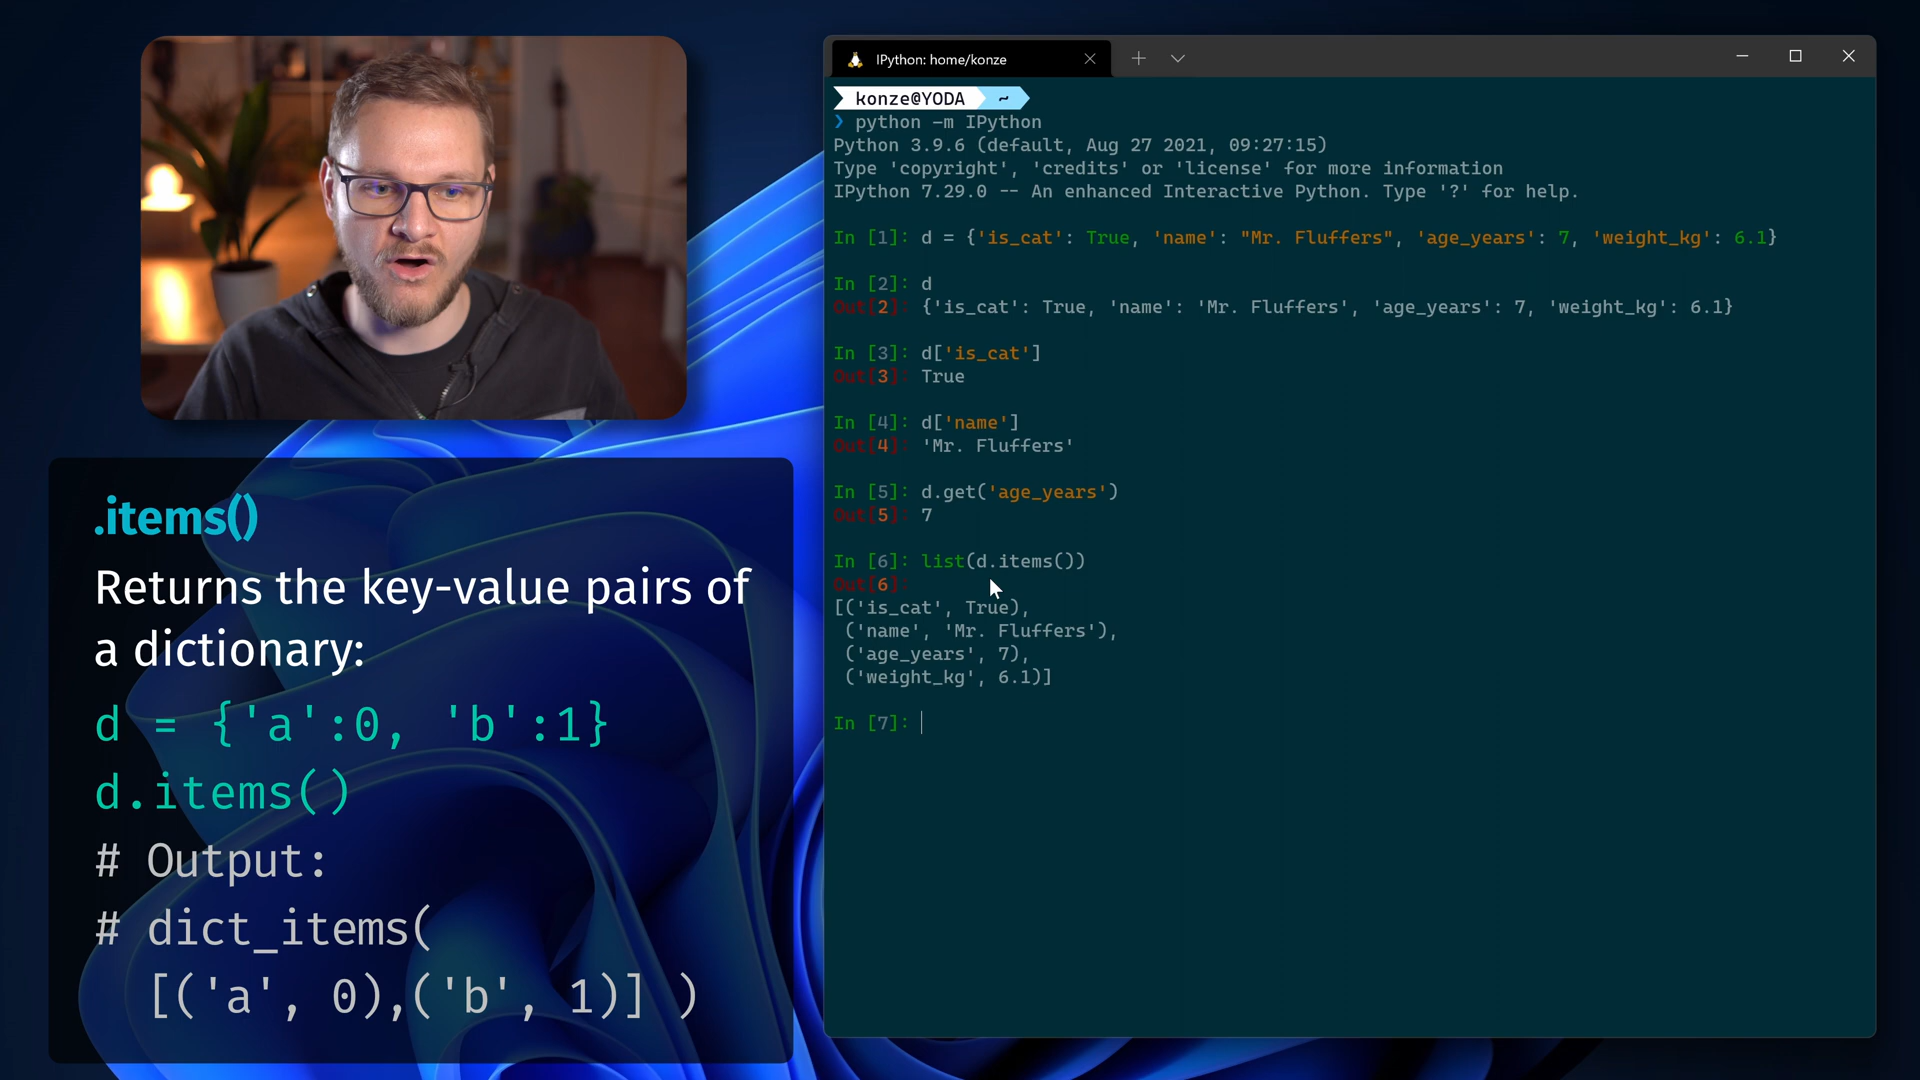 .items()
Returns the key-value pairs of
a dictionary:
d = {'a':0, 'b':1}
d.items()
# Output:
# dict_items(
[('a', 0),('b', 1)] )
IPython: home/konze
konze@YODA ~
❯ python -m IPython
Python 3.9.6 (default, Aug 27 2021, 09:27:15)
Type 'copyright', 'credits' or 'license' for more information
IPython 7.29.0 -- An enhanced Interactive Python. Type '?' for help.
In [1]: d = {'is_cat': True, 'name': "Mr. Fluffers", 'age_years': 7, 'weight_kg': 6.1}
In [2]: d
Out[2]: {'is_cat': True, 'name': 'Mr. Fluffers', 'age_years': 7, 'weight_kg': 6.1}
In [3]: d['is_cat']
Out[3]: True
In [4]: d['name']
Out[4]: 'Mr. Fluffers'
In [5]: d.get('age_years')
Out[5]: 7
In [6]: list(d.items())
Out[6]:
[('is_cat', True),
('name', 'Mr. Fluffers'),
('age_years', 7),
('weight_kg', 6.1)]
In [7]: